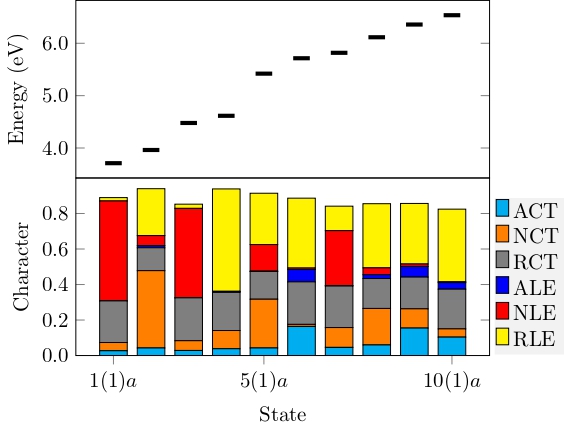 Energy (eV)
6.0
5.0
4.0
Character
0.8
0.6
0.4
0.2
0.0
1(1)a
5(1)a
10(1)a
State
ACT
NCT
RCT
ALE
NLE
RLE